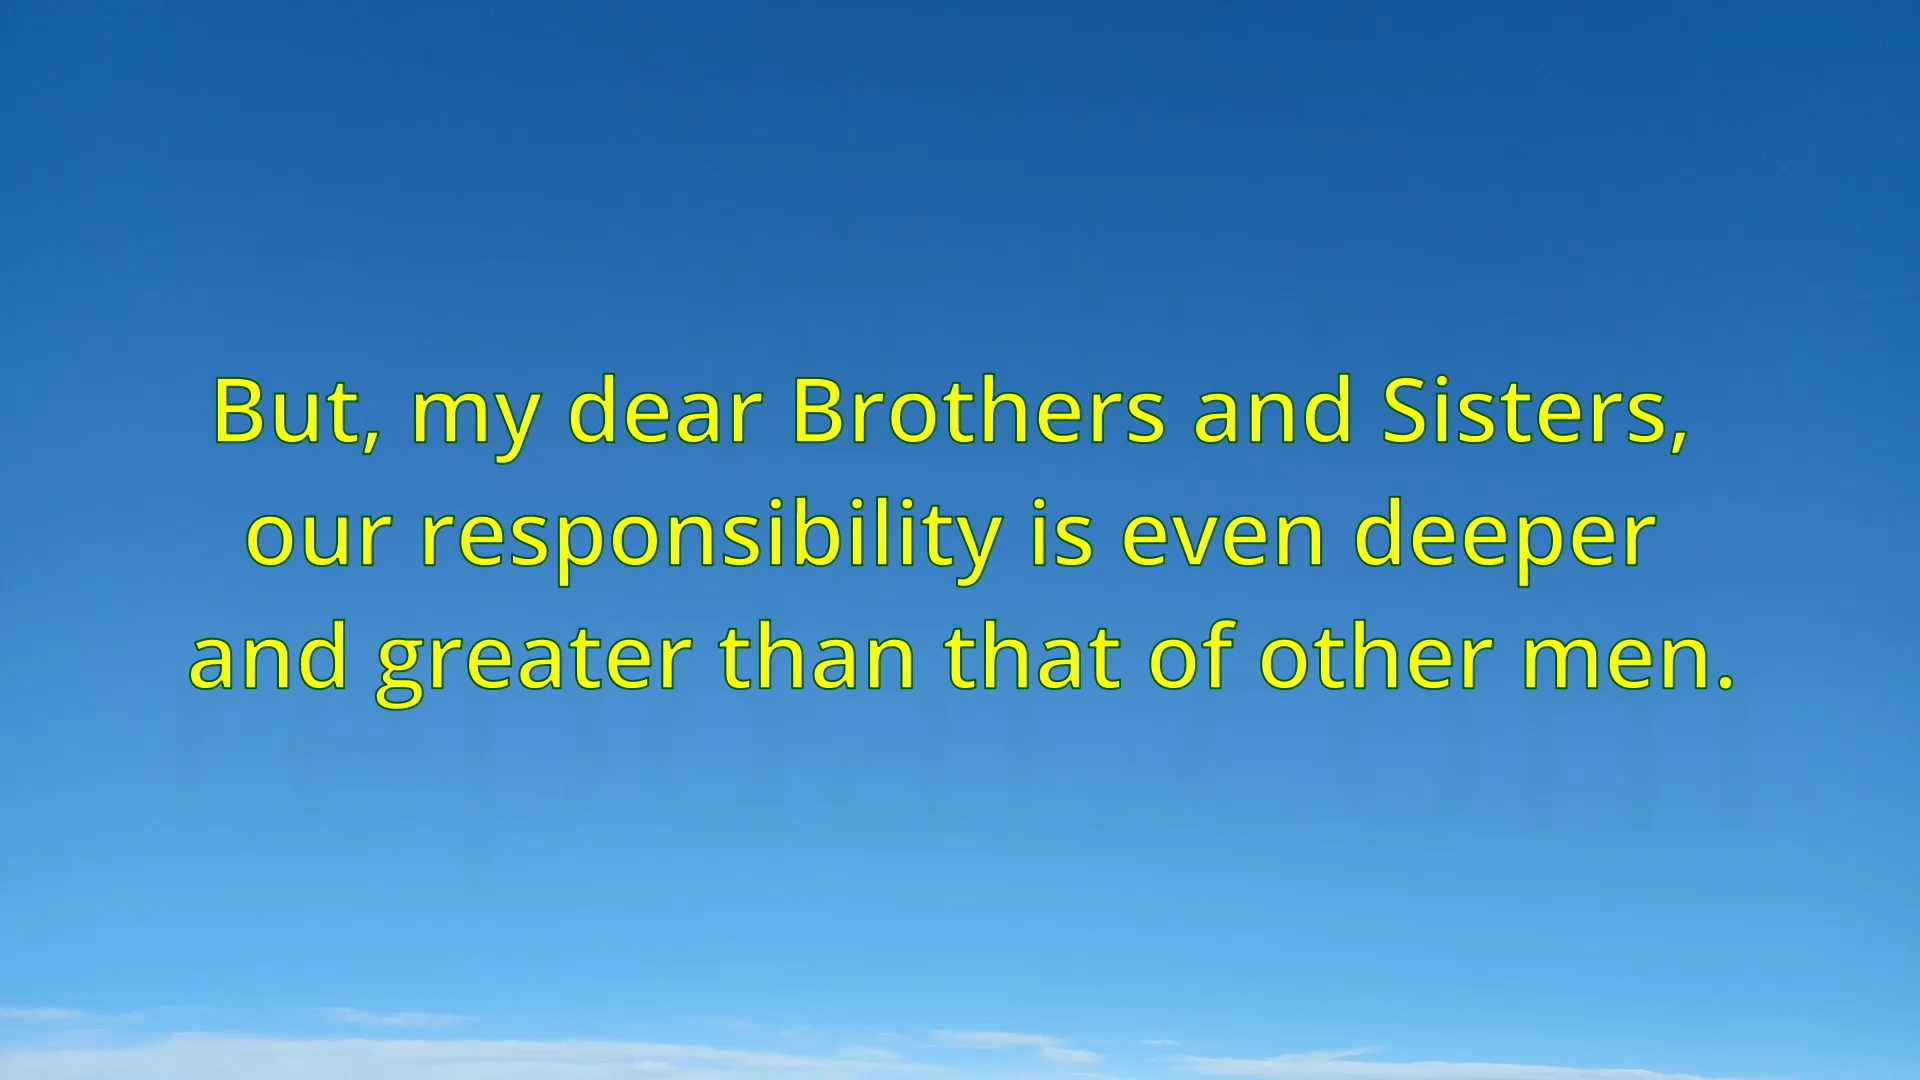 But, my dear Brothers and Sisters,
our responsibility is even deeper
and greater than that of other men.